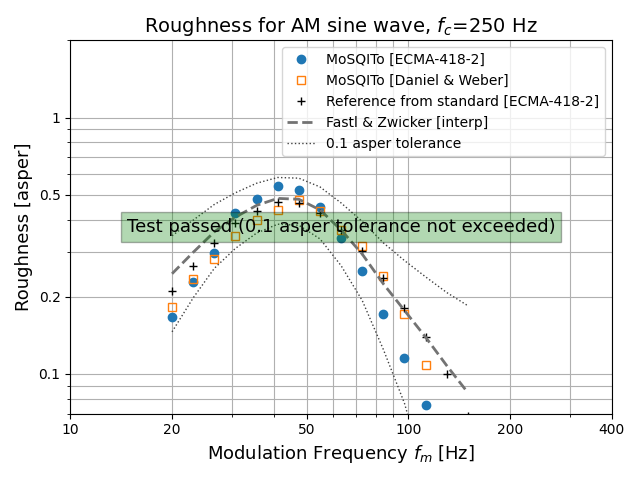 Roughness for AM sine wave, fc=250 Hz
MoSQITo [ECMA-418-2]
MoSQITo [Daniel & Weber]
Reference from standard [ECMA-418-2]
Fastl & Zwicker [interp]
0.1 asper tolerance
Test passed (0.1 asper tolerance not exceeded)
Roughness [asper]
1
0.5
0.2
0.1
10 20 50 100 200 400
Modulation Frequency fm [Hz]